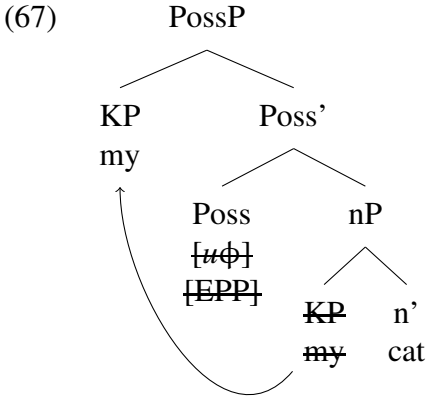 (67) PossP
KP Poss'
my
Poss nP
[uϕ]
[EPP]
KP n'
my cat